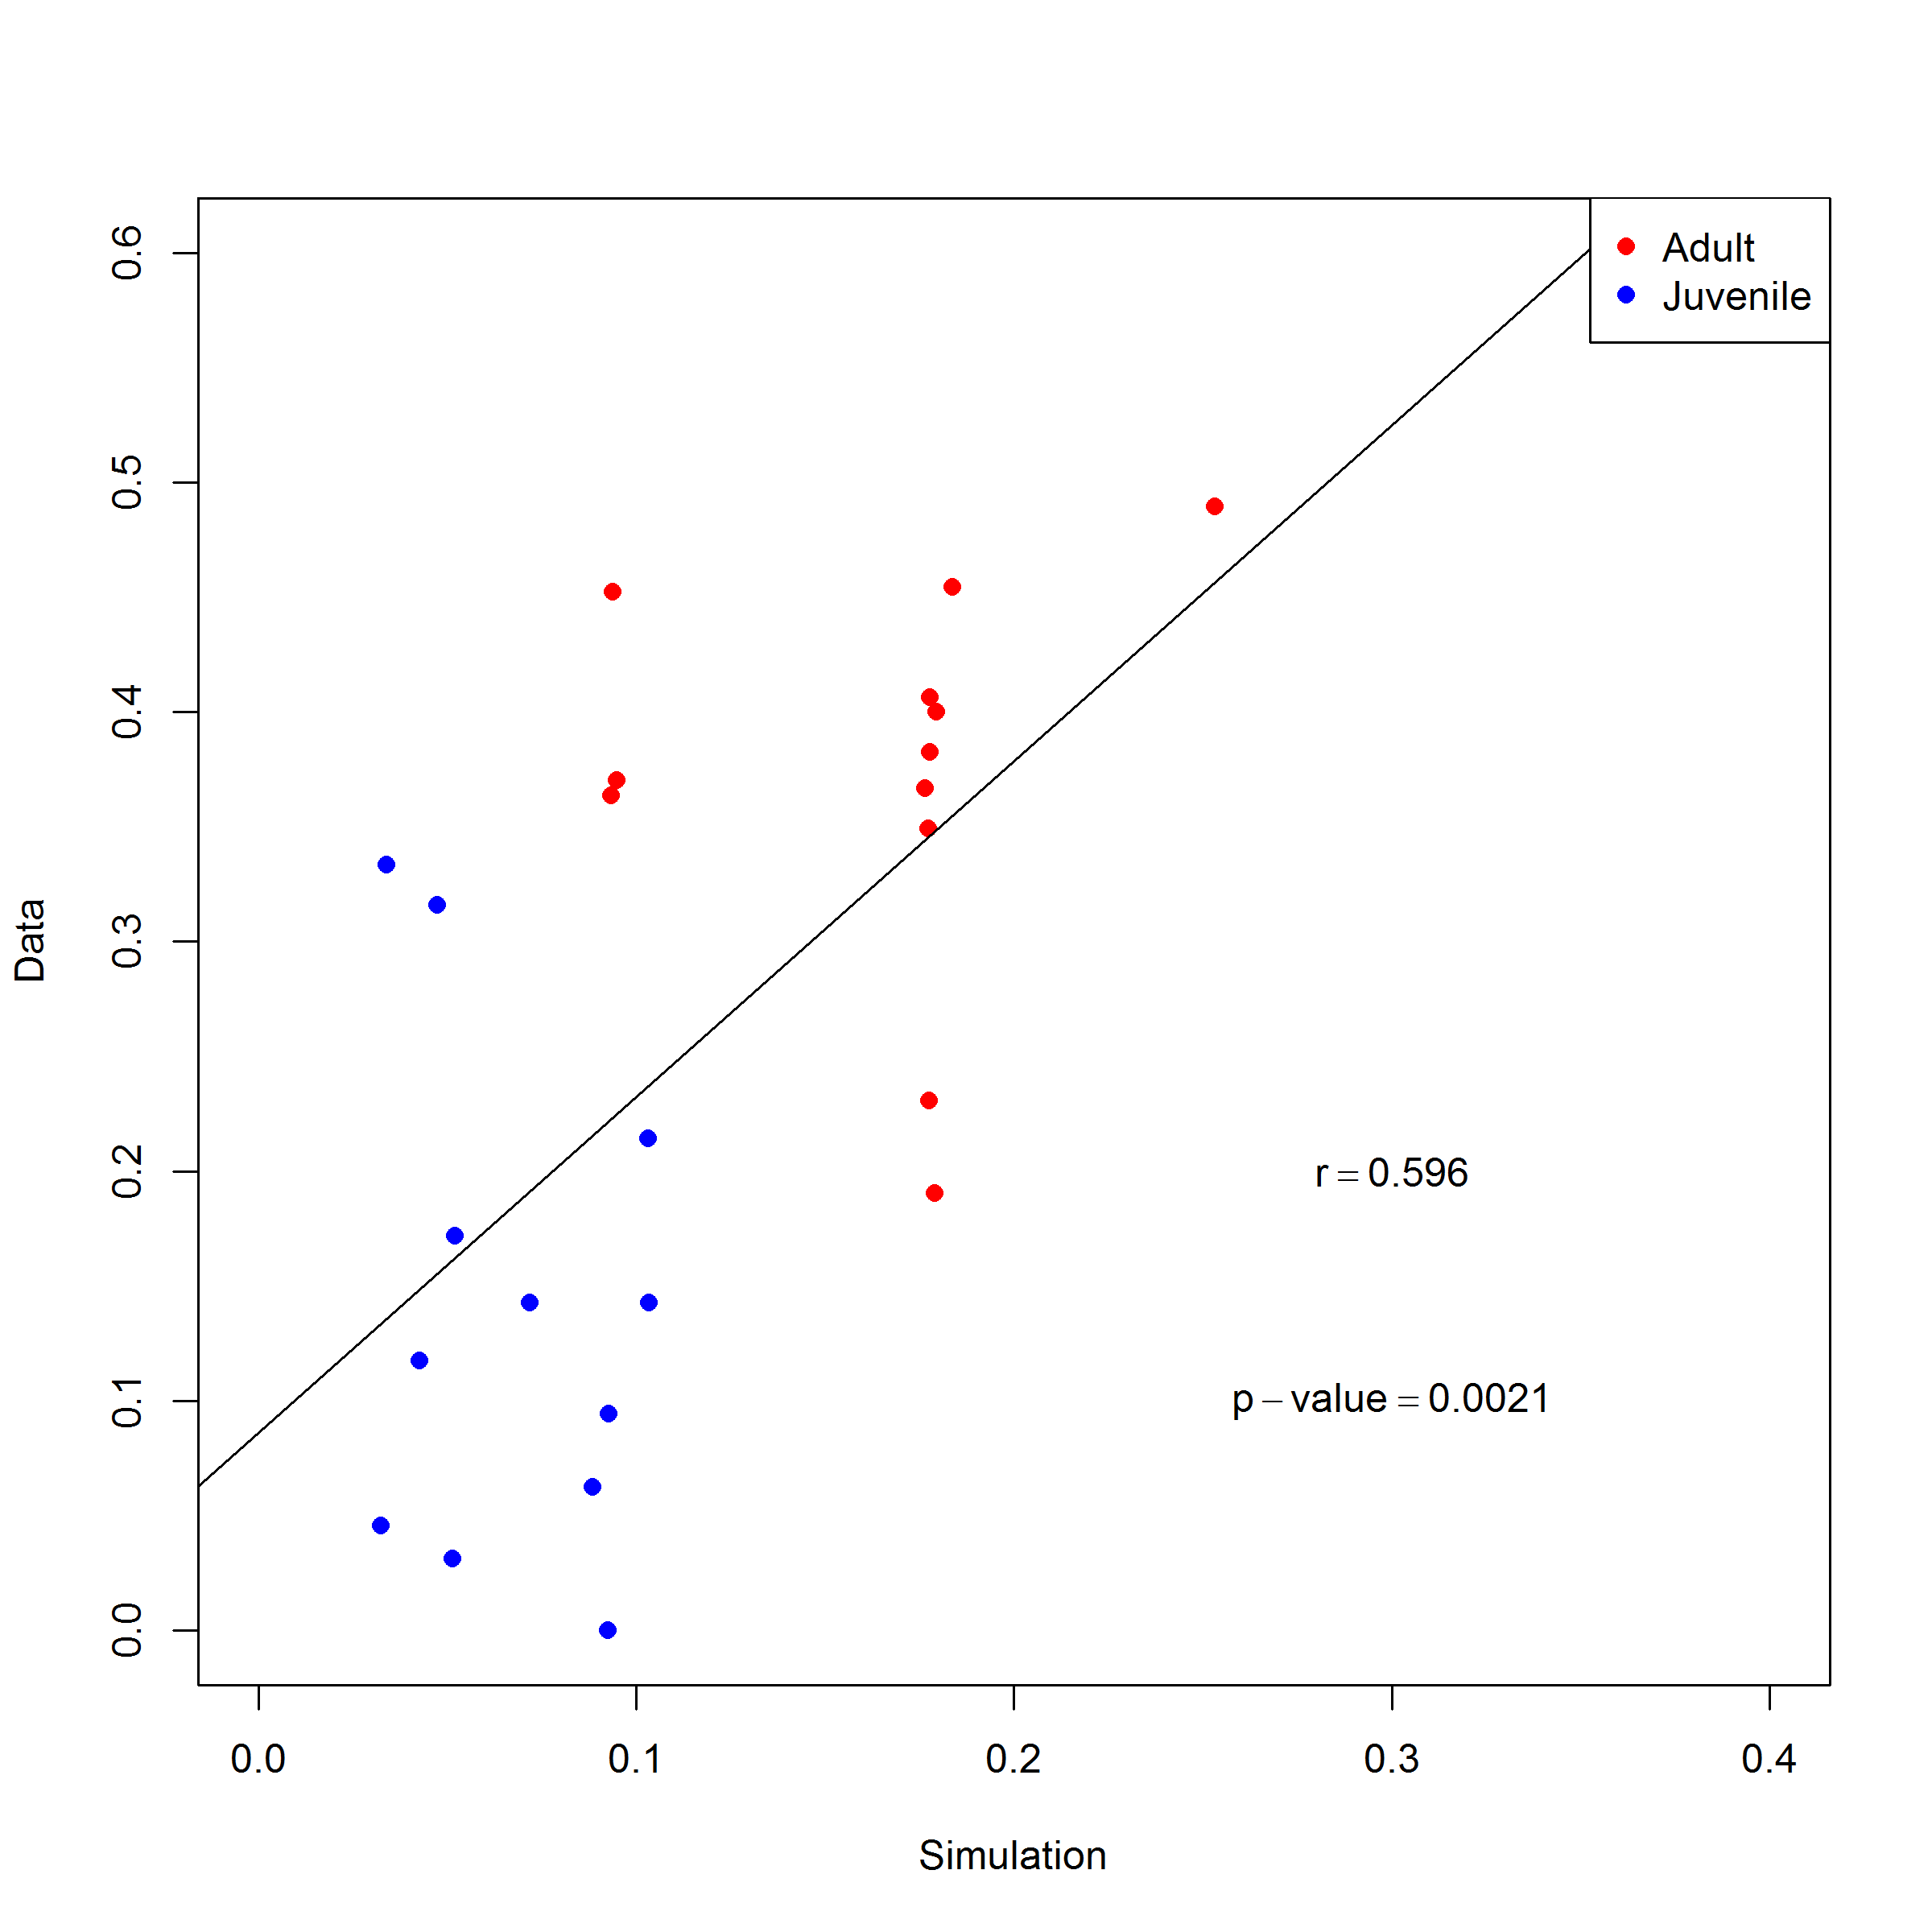 Adult
Juvenile
0.6
0.5
0.4
0.3
0.2
0.1
0.0
Data
r = 0.596
p − value = 0.0021
0.0 0.1 0.2 0.3 0.4
Simulation